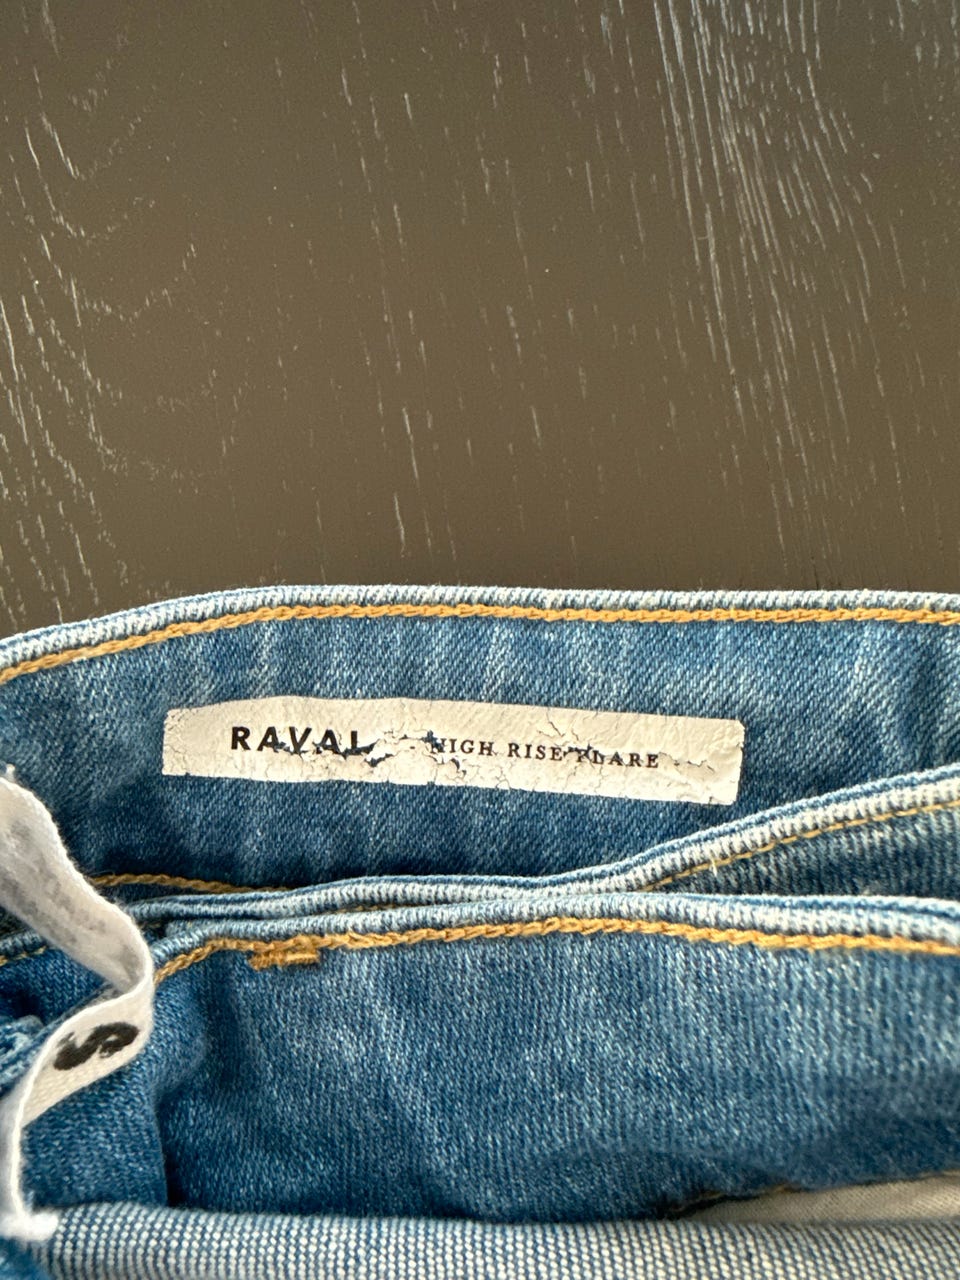 RAVAL - HIGH RISE FLARE
S